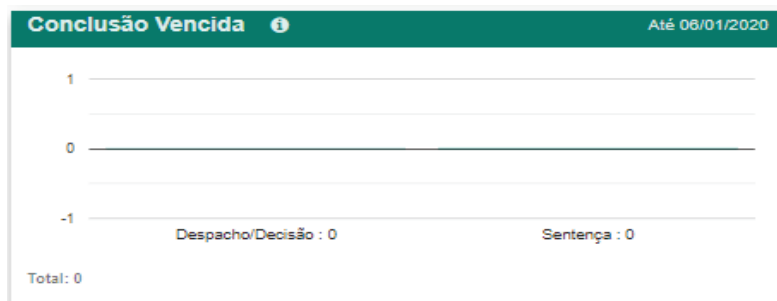 Conclusão Vencida Até 06/01/2020
1
0
-1
Despacho/Decisão : 0 Sentença : 0
Total: 0